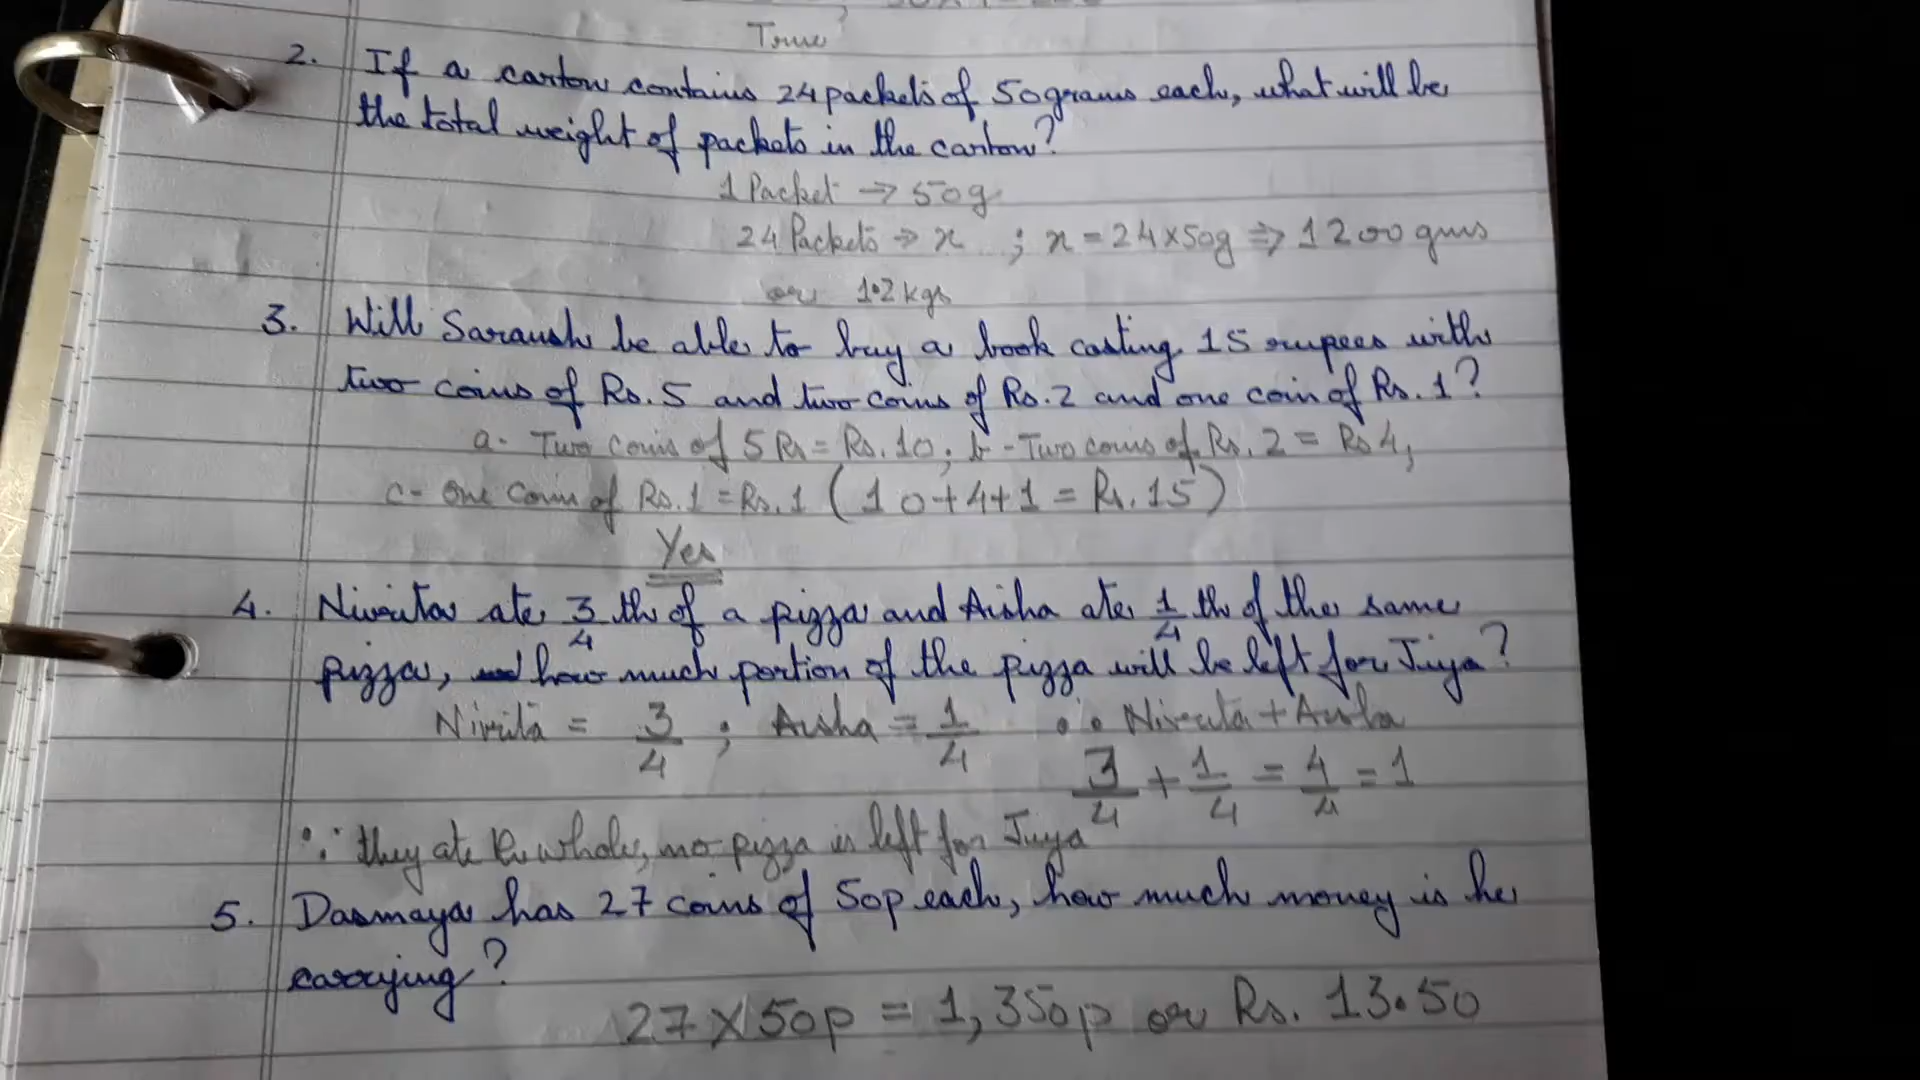 True
2. If a carton contains 24 packets of 50grams each, what will be
the total weight of packets in the carton?
1 Packet → 50g
24 Packets → x ; x = 24×50g ⇒ 1200 gms
or 1.2 kgs
3. Will Saraush be able to buy a book costing 15 rupees with
two coins of Rs. 5 and two coins of Rs. 2 and one coin of Rs. 1?
a- Two coins of 5 Rs = Rs. 10; b - Two coins of Rs. 2 = Rs 4,
c- One Coin of Rs. 1 = Rs. 1 (10+4+1 = Rs. 15)
Yes
4. Nivrita ate 3/4 th of a pizza and Aisha ate 1/4 th of the same
pizza, how much portion of the pizza will be left for Jiya?
Nirita = 3/4 ; Aisha = 1/4 ∴ Nivrita + Aisha
3/4 + 1/4 = 4/4 = 1
∵ they ate the whole, no pizza is left for Jiya
5. Dasmaya has 27 coins of 50p each, how much money is he
carrying?
27 × 50p = 1,350p or Rs. 13.50